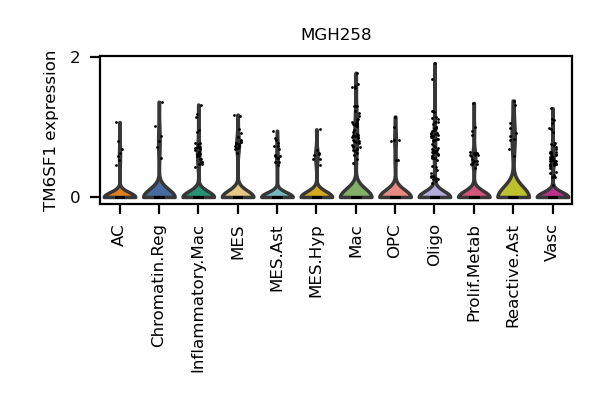 MGH258
TM6SF1 expression
2
0
AC
Chromatin.Reg
Inflammatory.Mac
MES
MES.Ast
MES.Hyp
Mac
OPC
Oligo
Prolif.Metab
Reactive.Ast
Vasc